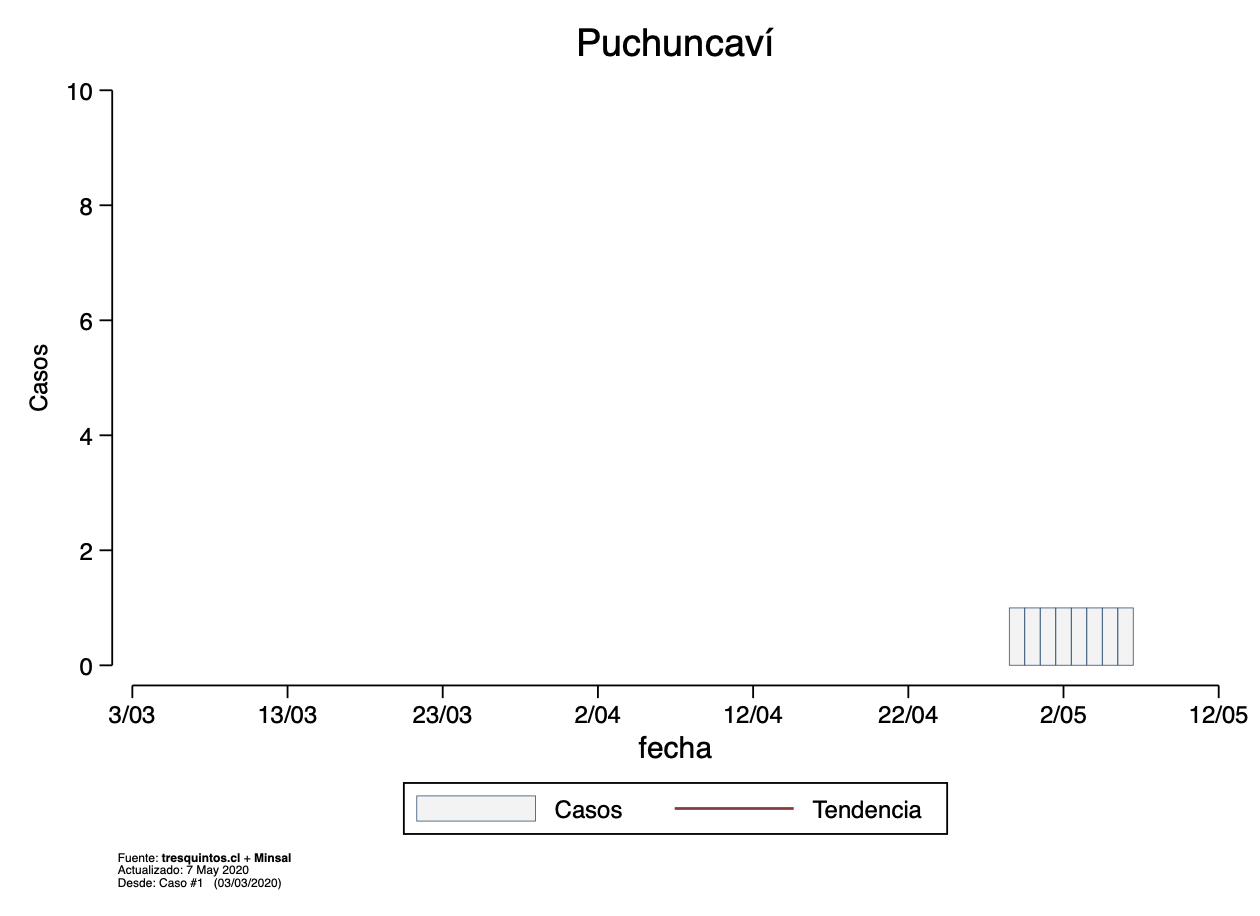 Puchuncaví
10
8
6
4
2
0
Casos
3/03 13/03 23/03 2/04 12/04 22/04 2/05 12/05
fecha
Casos Tendencia
Fuente: tresquintos.cl + Minsal
Actualizado: 7 May 2020
Desde: Caso #1 (03/03/2020)